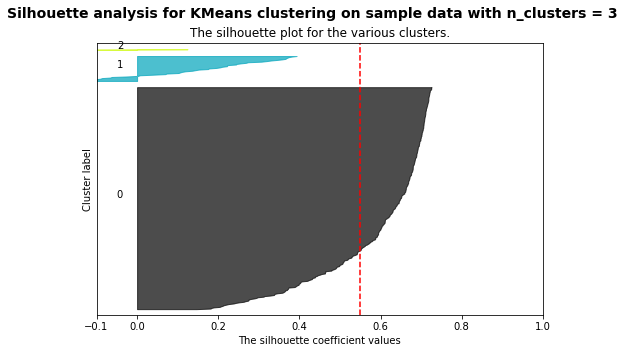 Silhouette analysis for KMeans clustering on sample data with n_clusters = 3
The silhouette plot for the various clusters.
2
1
0
Cluster label
−0.1 0.0 0.2 0.4 0.6 0.8 1.0
The silhouette coefficient values